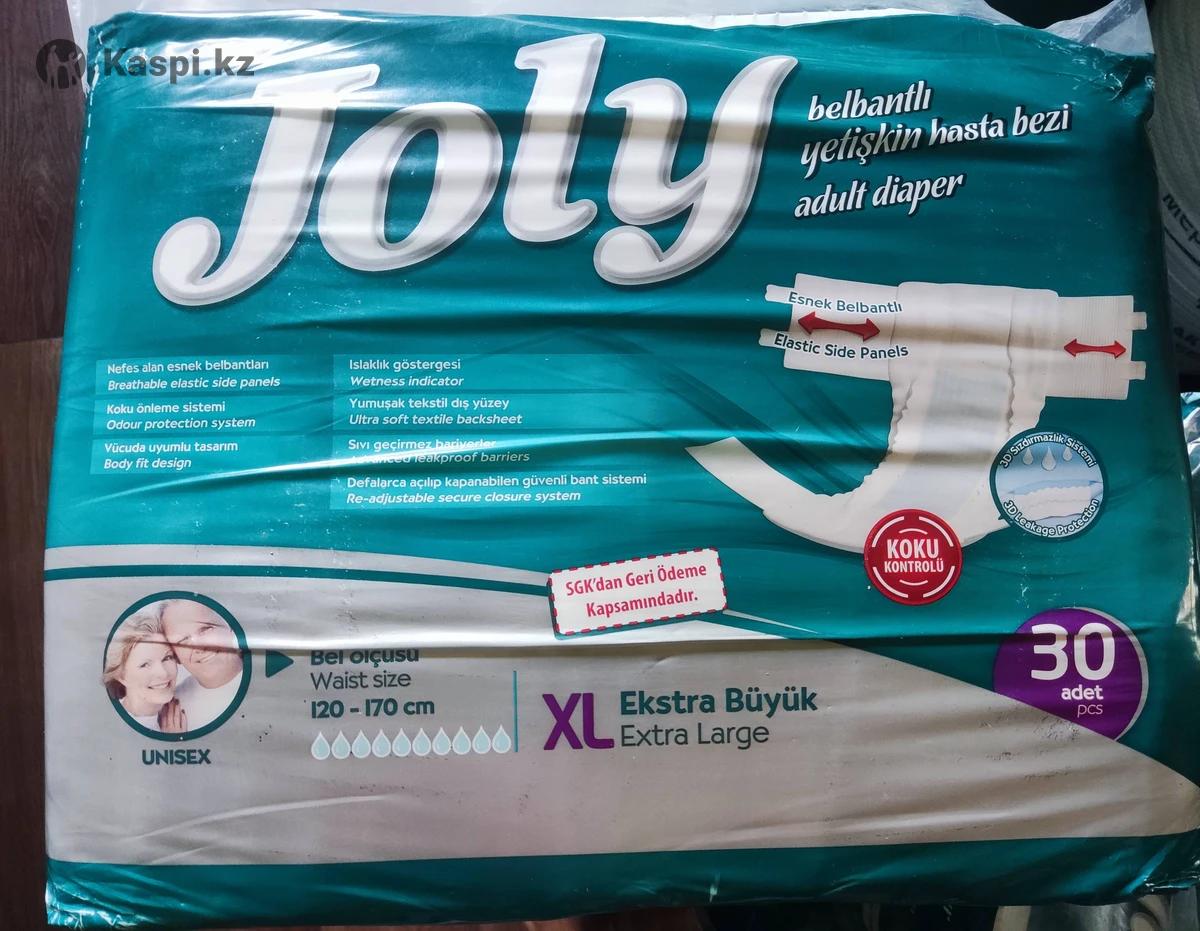 Kaspi.kz
Joly
belbantlı
yetişkin hasta bezi
adult diaper
Esnek Belbantlı
Elastic Side Panels
Nefes alan esnek belbantları
Breathable elastic side panels
Koku önleme sistemi
Odour protection system
Vücuda uyumlu tasarım
Body fit design
Islaklık göstergesi
Wetness indicator
Yumuşak tekstil dış yüzey
Ultra soft textile backsheet
Sıvı geçirmez bariyerler
Advanced leakproof barriers
Defalarca açılıp kapanabilen güvenli bant sistemi
Re-adjustable secure closure system
3D Sızdırmazlık Sistemi
3D Leakage Protection
KOKU
KONTROLÜ
SGK'dan Geri Ödeme
Kapsamındadır.
30
adet
pcs
UNISEX
Bel ölçüsü
Waist size
120 - 170 cm
XL
Ekstra Büyük
Extra Large